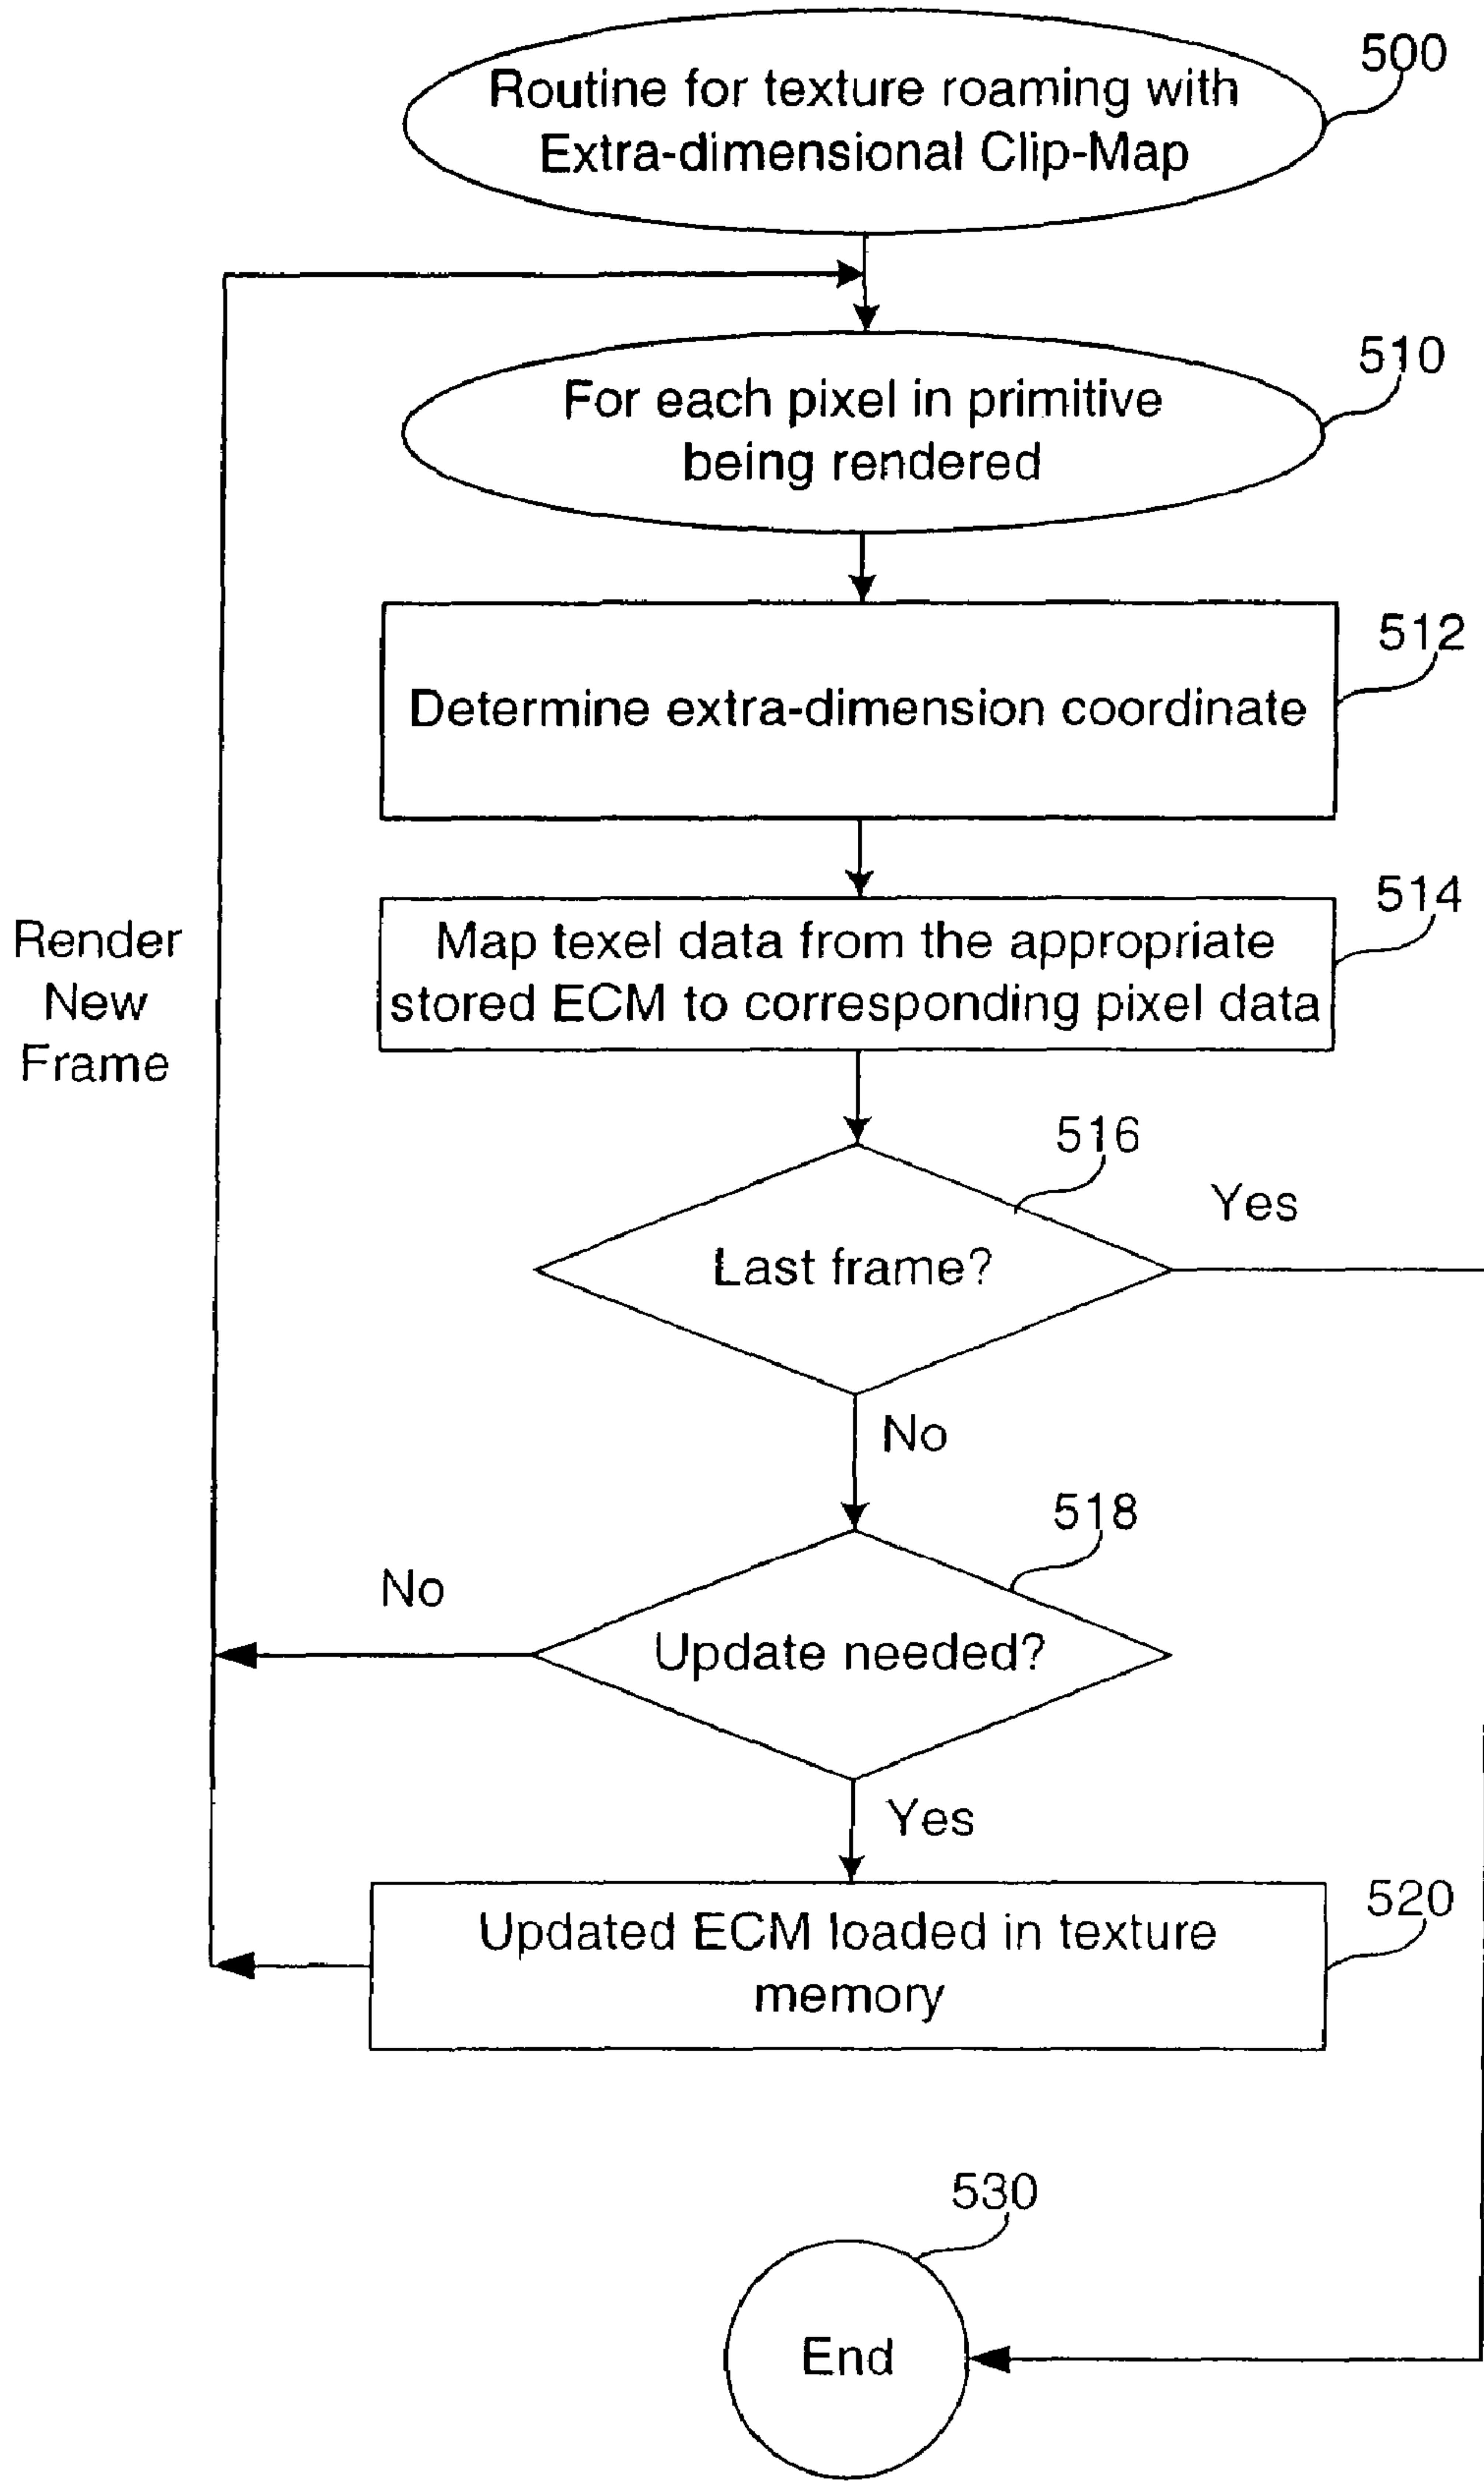 500
Routine for texture roaming with
Extra-dimensional Clip-Map
510
For each pixel in primitive
being rendered
512
Determine extra-dimension coordinate
514
Map texel data from the appropriate
stored ECM to corresponding pixel data
Render
New
Frame
516
Yes
Last frame?
No
518
No
Update needed?
Yes
520
Updated ECM loaded in texture
memory
530
End